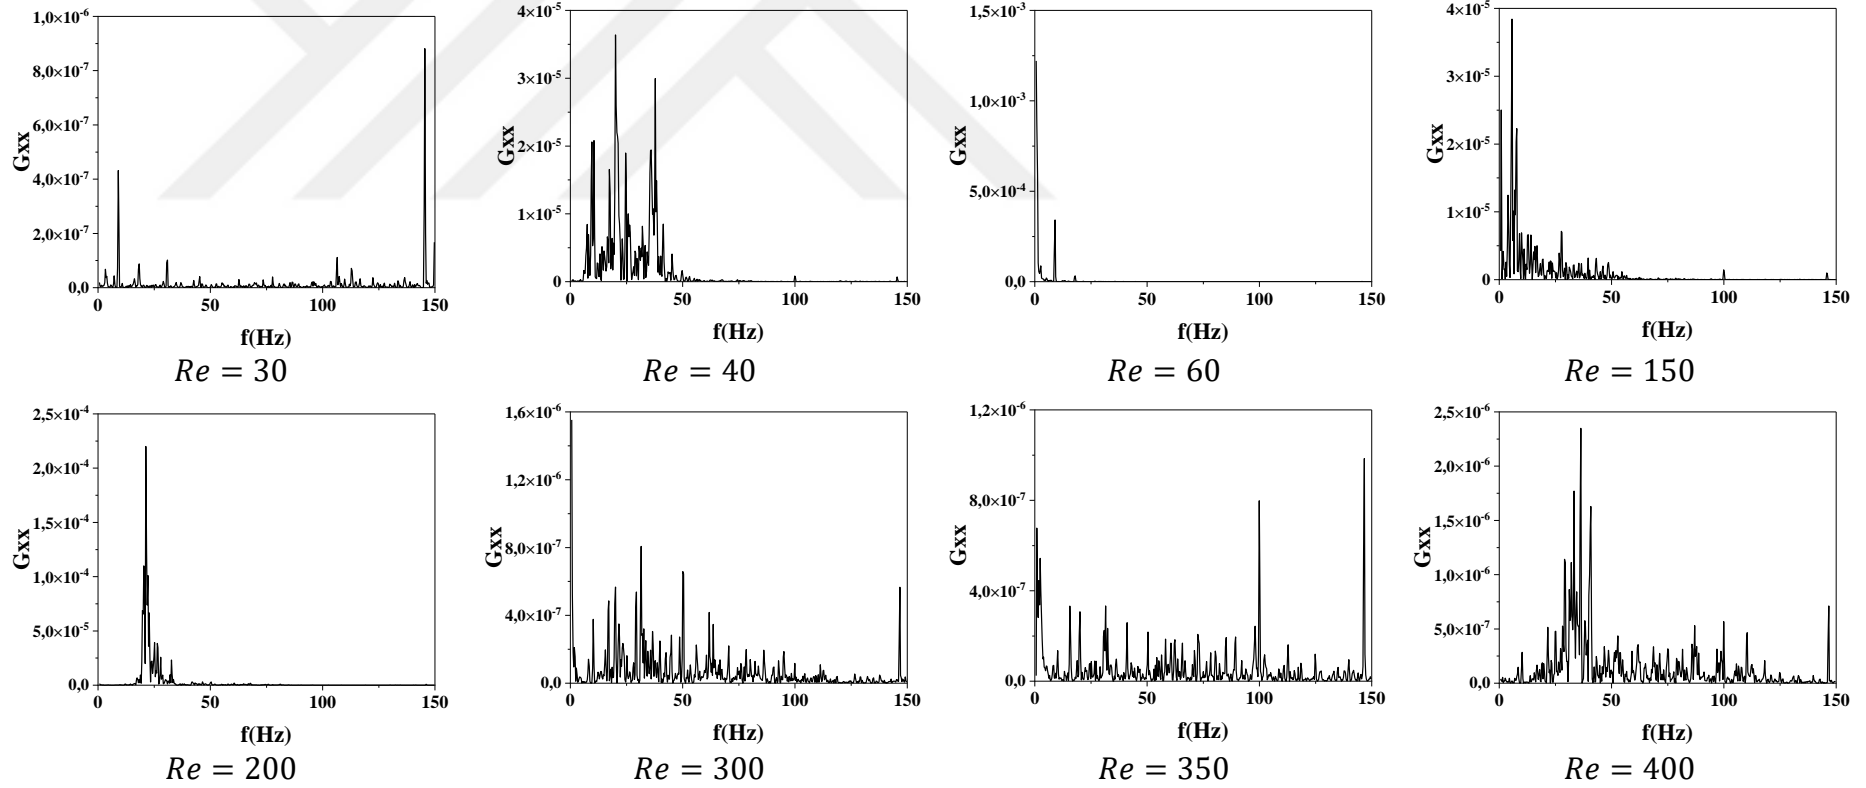 1,0×10⁻⁶
8,0×10⁻⁷
6,0×10⁻⁷
4,0×10⁻⁷
2,0×10⁻⁷
0,0
Gxx
0 50 100 150
f(Hz)
Re = 30
4×10⁻⁵
3×10⁻⁵
2×10⁻⁵
1×10⁻⁵
0
Gxx
0 50 100 150
f(Hz)
Re = 40
1,5×10⁻³
1,0×10⁻³
5,0×10⁻⁴
0,0
Gxx
0 50 100 150
f(Hz)
Re = 60
4×10⁻⁵
3×10⁻⁵
2×10⁻⁵
1×10⁻⁵
0
Gxx
0 50 100 150
f(Hz)
Re = 150
2,5×10⁻⁴
2,0×10⁻⁴
1,5×10⁻⁴
1,0×10⁻⁴
5,0×10⁻⁵
0,0
Gxx
0 50 100 150
f(Hz)
Re = 200
1,6×10⁻⁶
1,2×10⁻⁶
8,0×10⁻⁷
4,0×10⁻⁷
0,0
Gxx
0 50 100 150
f(Hz)
Re = 300
1,2×10⁻⁶
8,0×10⁻⁷
4,0×10⁻⁷
0,0
Gxx
0 50 100 150
f(Hz)
Re = 350
2,5×10⁻⁶
2,0×10⁻⁶
1,5×10⁻⁶
1,0×10⁻⁶
5,0×10⁻⁷
0,0
Gxx
0 50 100 150
f(Hz)
Re = 400